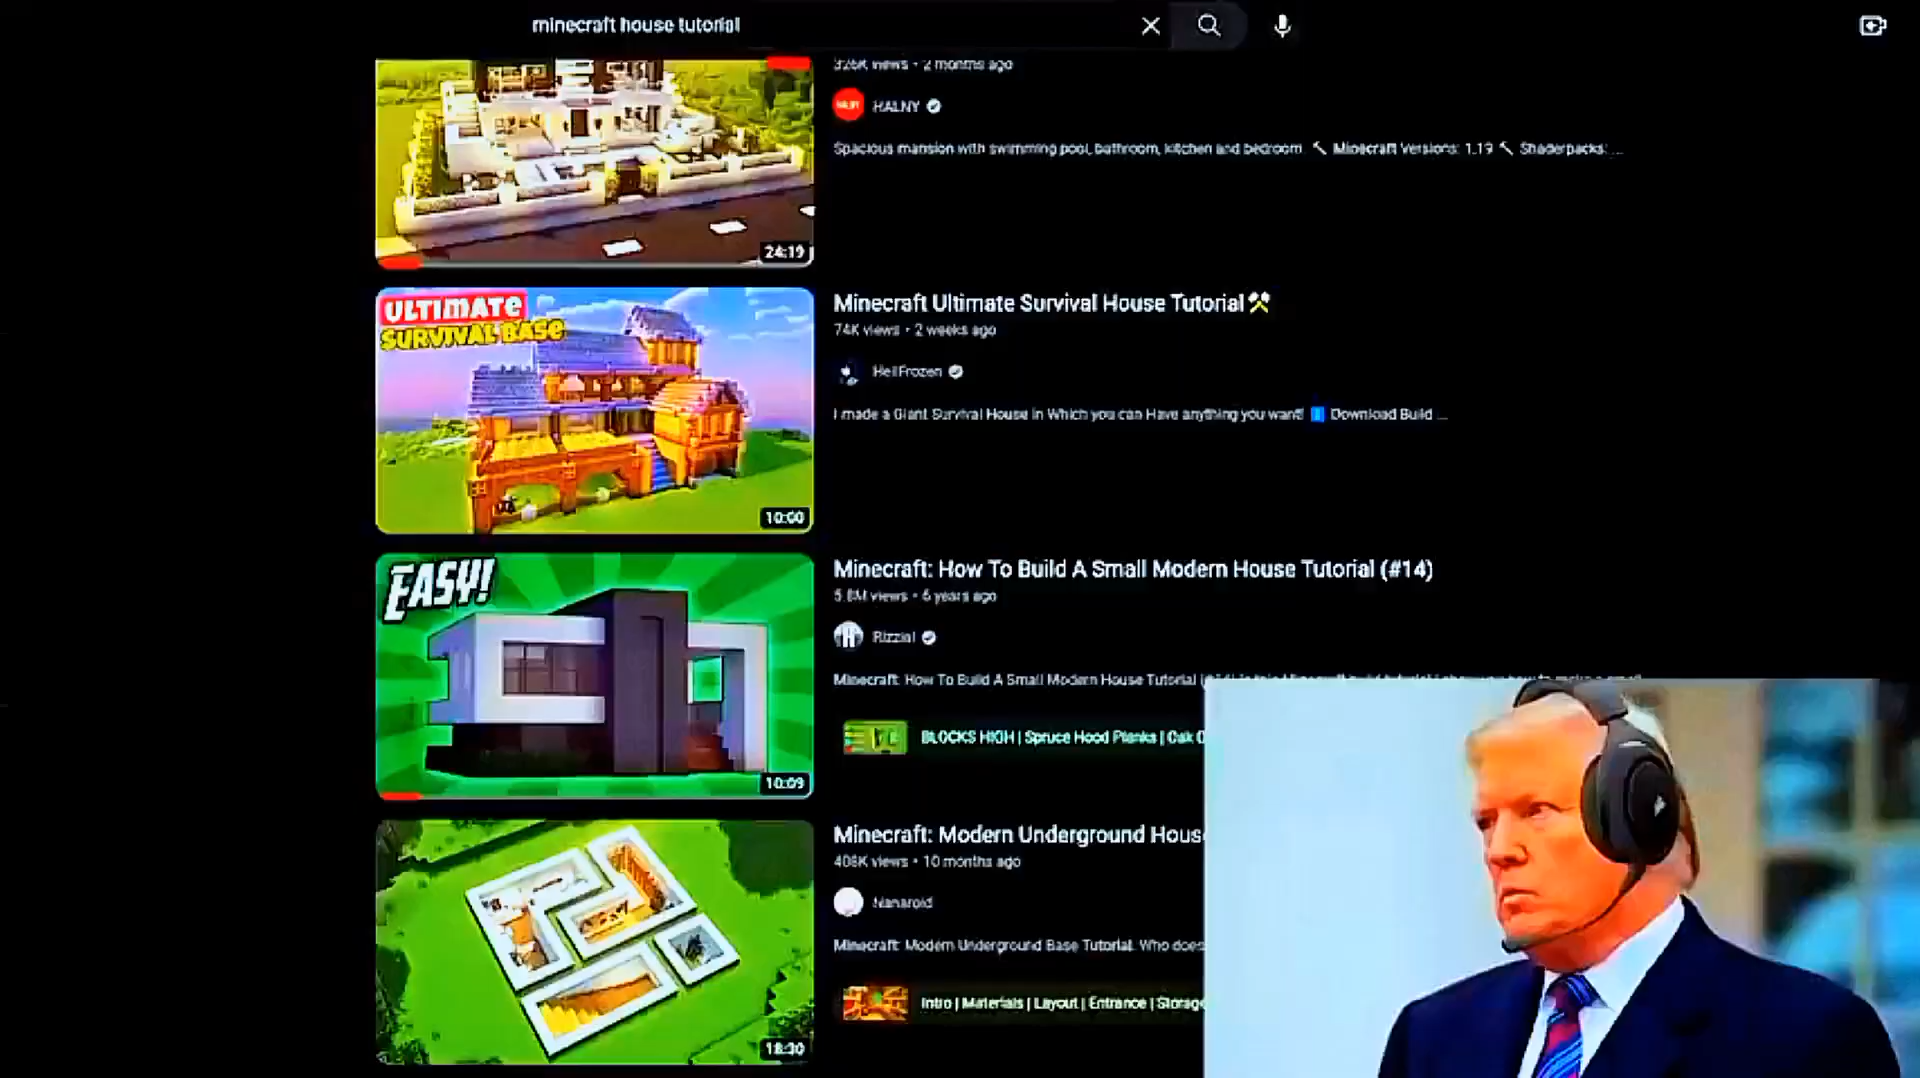 minecraft house tutorial
326K views • 2 months ago
HALNY
Spacious mansion with swimming pool, bathroom, kitchen and bedroom. 🔨 Minecraft Versions: 1.19 🔨 Shaderpacks: ...
24:19
ULTIMATE
SURVIVAL BASE
10:00
Minecraft Ultimate Survival House Tutorial⚒
74K views • 2 weeks ago
HellFrozen
I made a Giant Survival House in Which you can Have anything you want! Download Build ...
EASY!
10:09
Minecraft: How To Build A Small Modern House Tutorial (#14)
5.8M views • 6 years ago
Rizzial
Minecraft: How To Build A Small Modern House Tutorial
BLOCKS HIGH | Spruce Hood Planks | Oak
18:30
Minecraft: Modern Underground Hous
408K views • 10 months ago
Nanaroid
Minecraft: Modern Underground Base Tutorial. Who does
Intro | Materials | Layout | Entrance | Storage